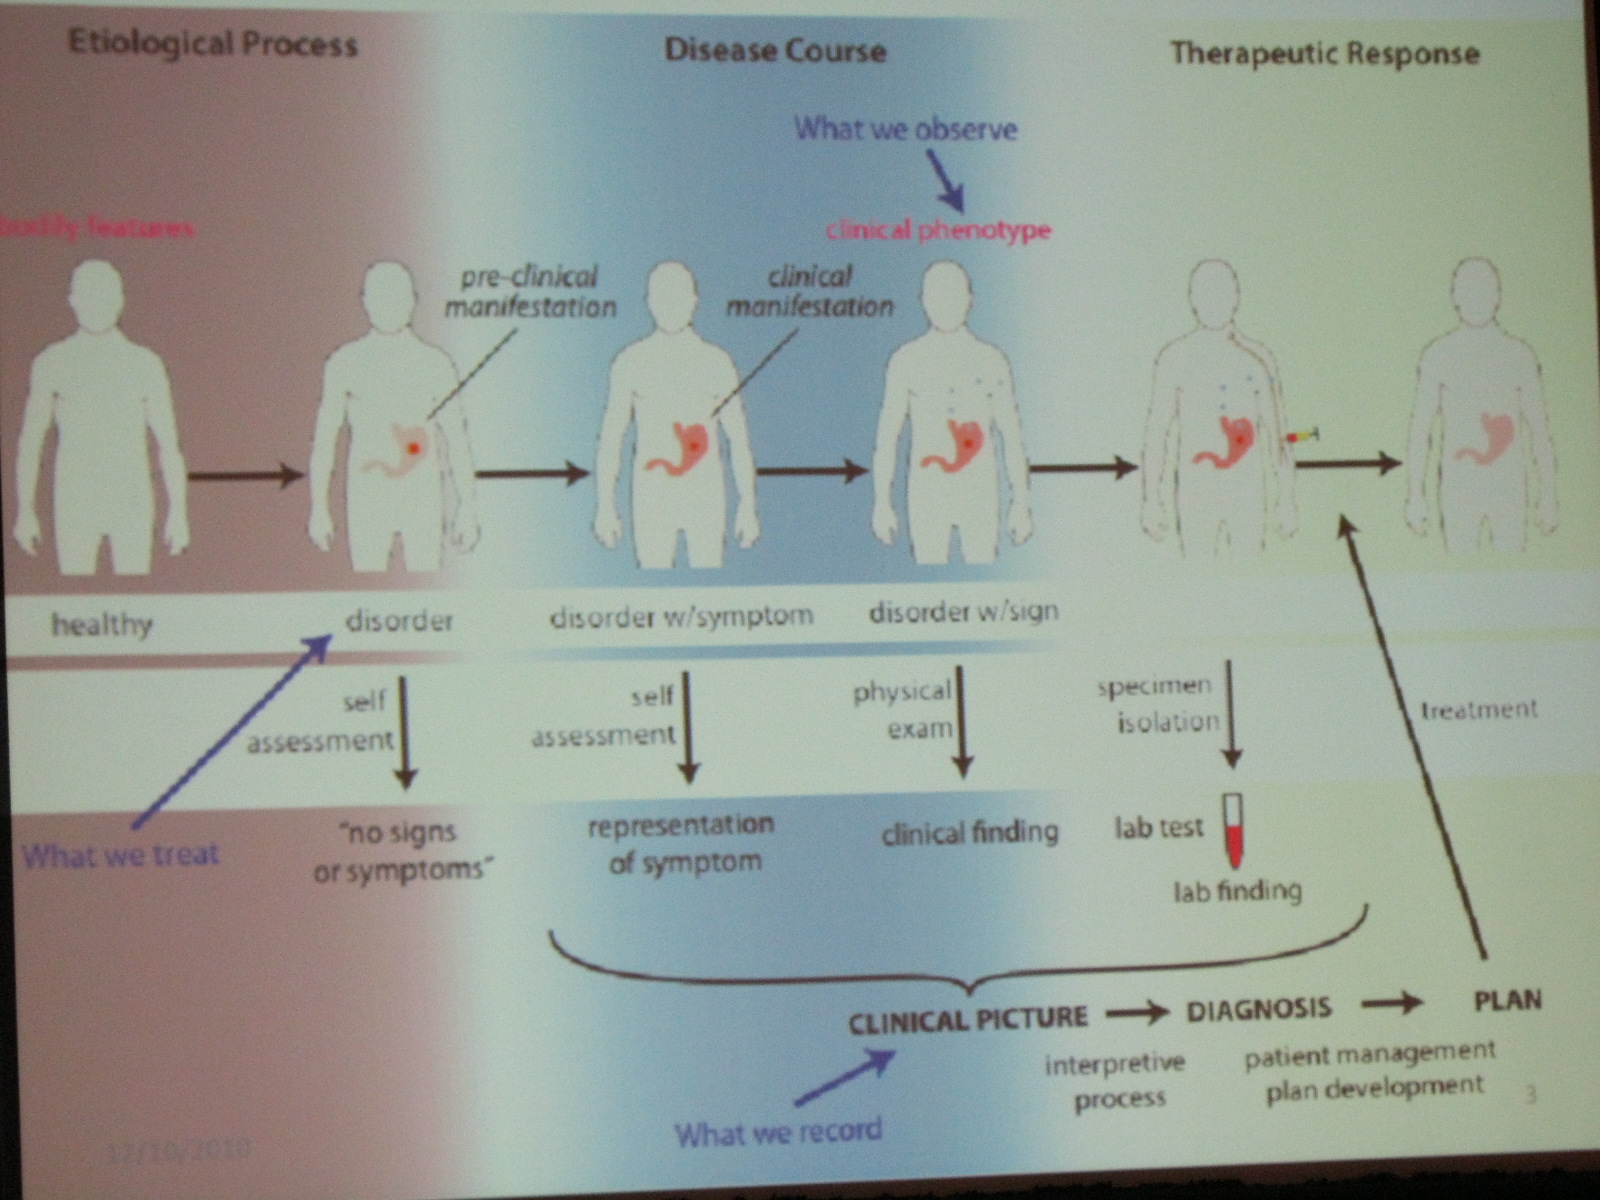 Etiological Process
Disease Course
Therapeutic Response
What we observe
bodily features
clinical phenotype
pre-clinical
manifestation
clinical
manifestation
healthy
disorder
disorder w/symptom
disorder w/sign
self
assessment
self
assessment
physical
exam
specimen
isolation
treatment
What we treat
"no signs
or symptoms"
representation
of symptom
clinical finding
lab test
lab finding
CLINICAL PICTURE
DIAGNOSIS
PLAN
interpretive
process
patient management
plan development
What we record
3
12/10/2010